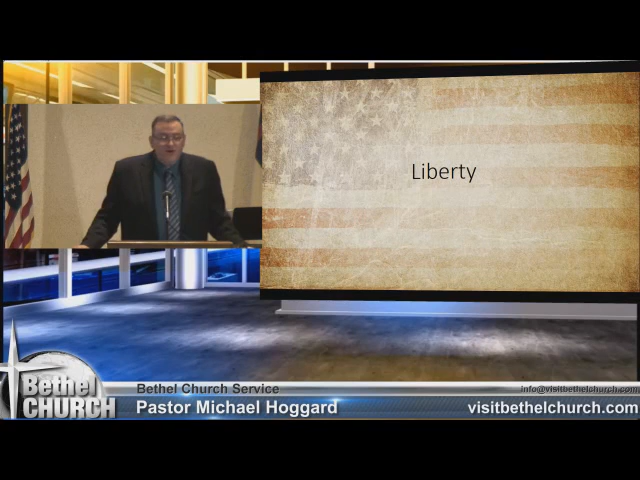 Liberty
Bethel Church Service
info@visitbethelchurch.com
Bethel
CHURCH
Pastor Michael Hoggard
visitbethelchurch.com